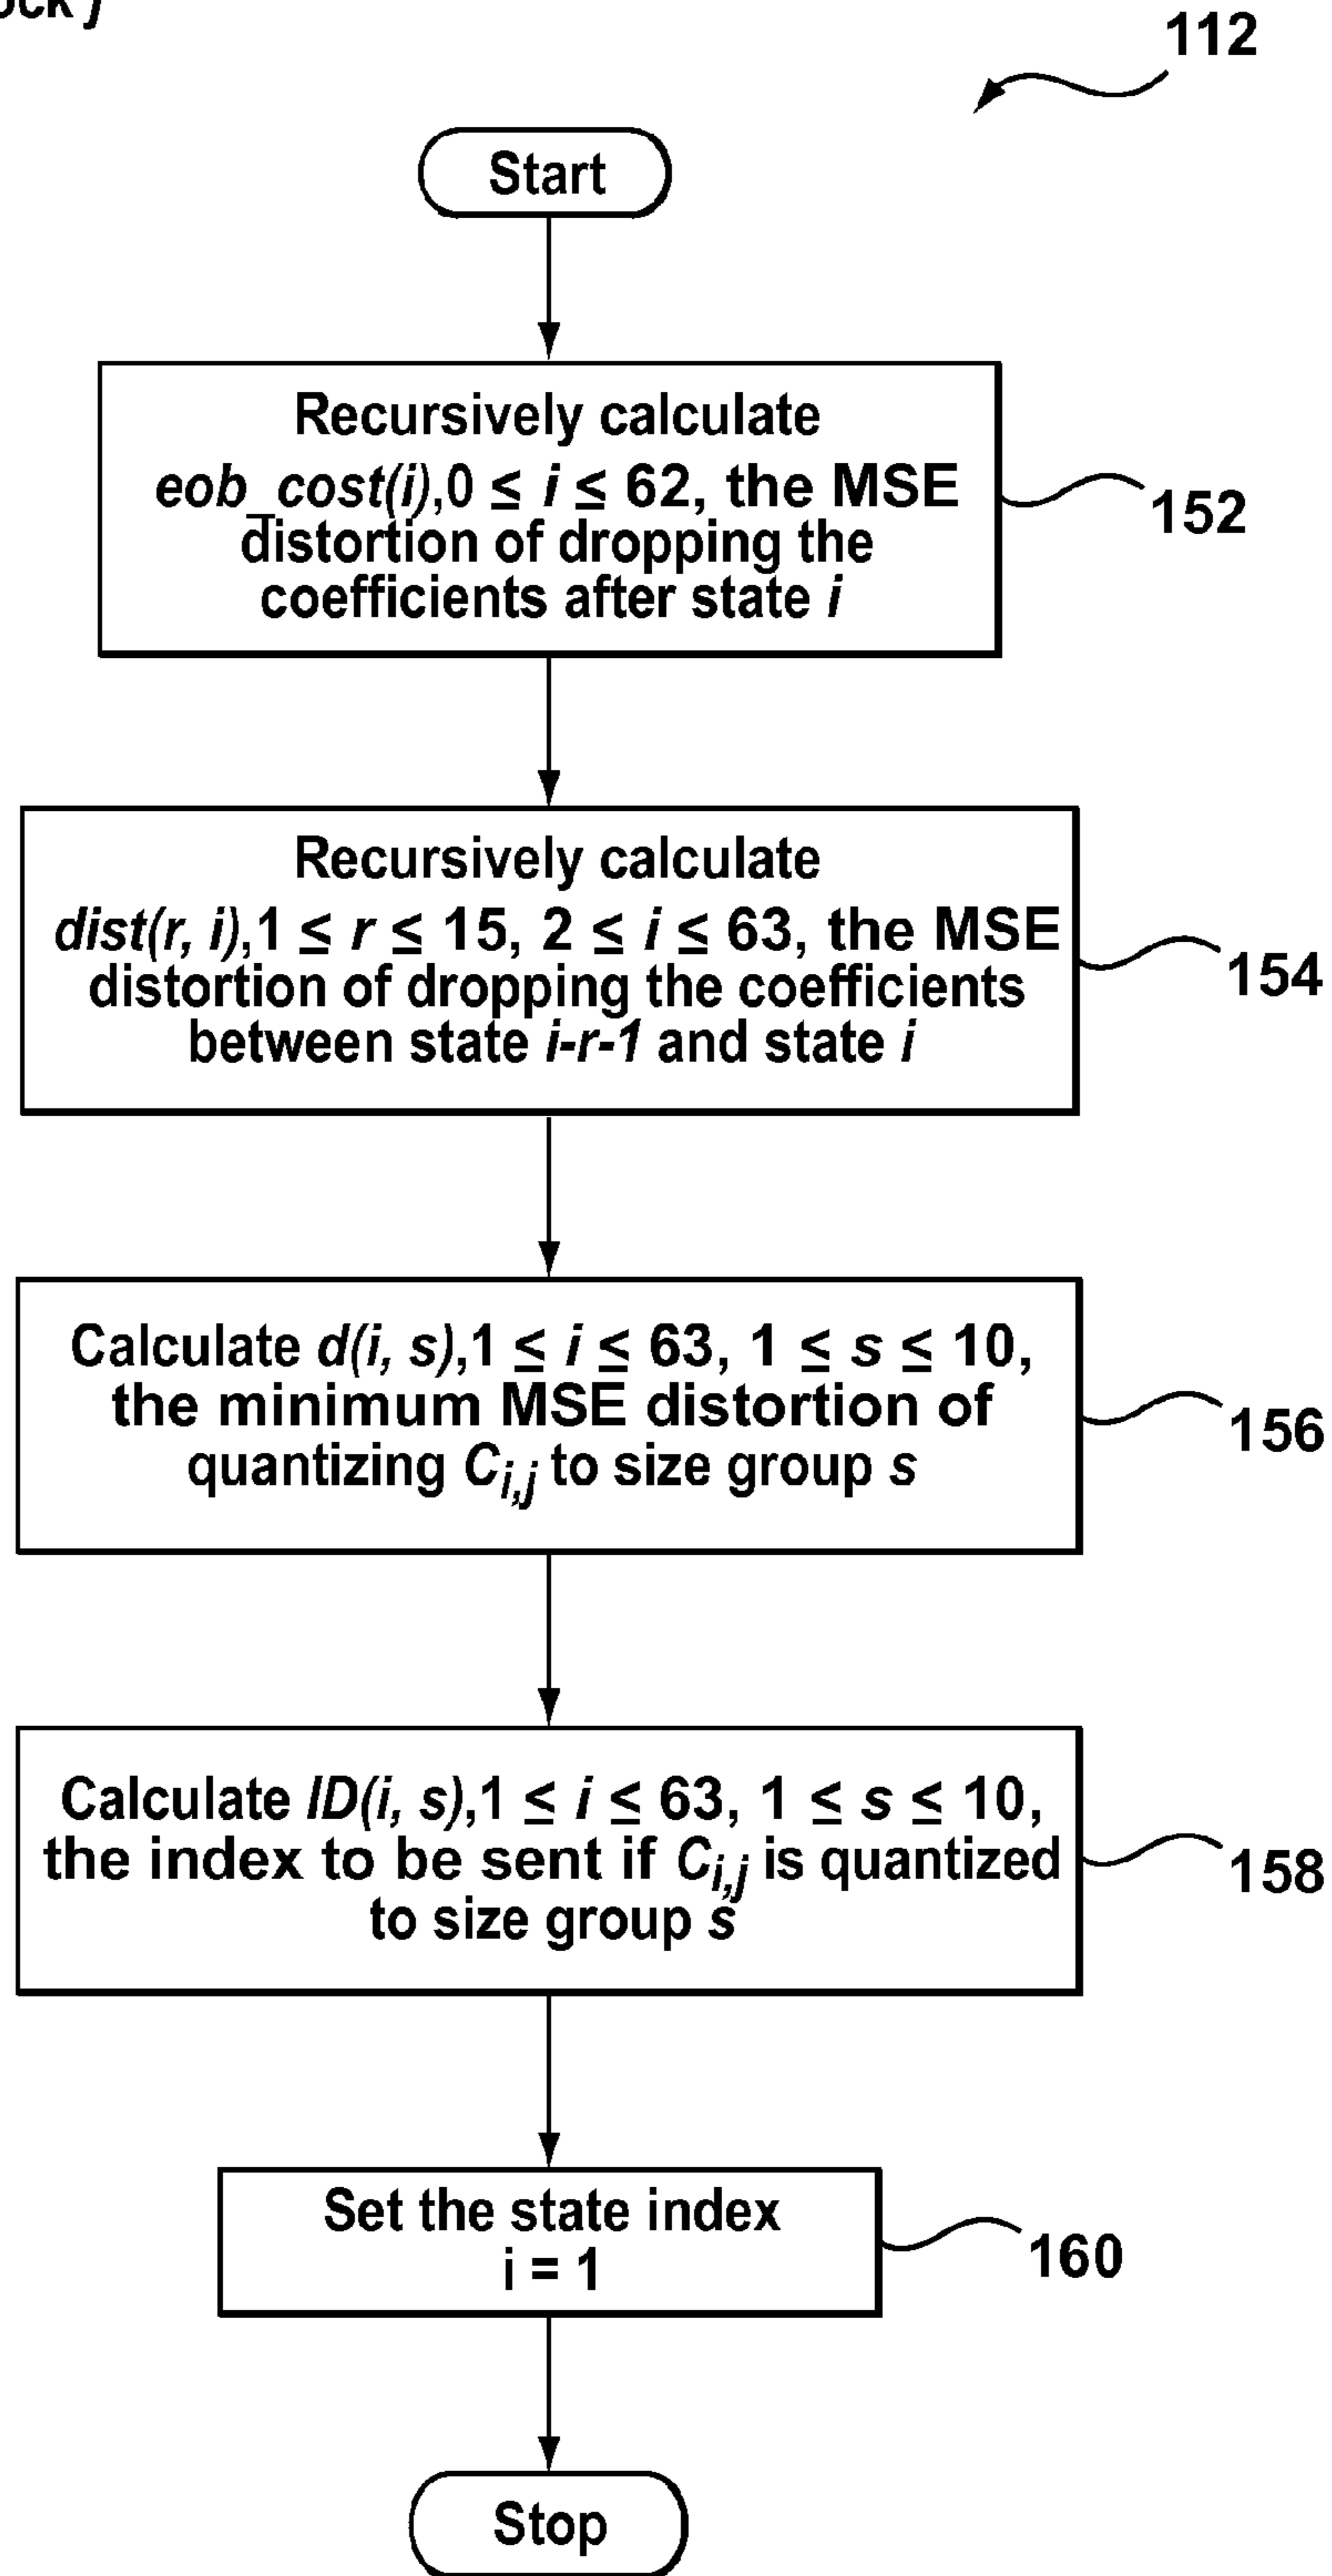 j
112
Start
Recursively calculate
eob_cost(i),0 ≤ i ≤ 62, the MSE
distortion of dropping the
coefficients after state i
152
Recursively calculate
dist(r, i),1 ≤ r ≤ 15, 2 ≤ i ≤ 63, the MSE
distortion of dropping the coefficients
between state i-r-1 and state i
154
Calculate d(i, s),1 ≤ i ≤ 63, 1 ≤ s ≤ 10,
the minimum MSE distortion of
quantizing Ci,j to size group s
156
Calculate ID(i, s),1 ≤ i ≤ 63, 1 ≤ s ≤ 10,
the index to be sent if Ci,j is quantized
to size group s
158
Set the state index
i = 1
160
Stop